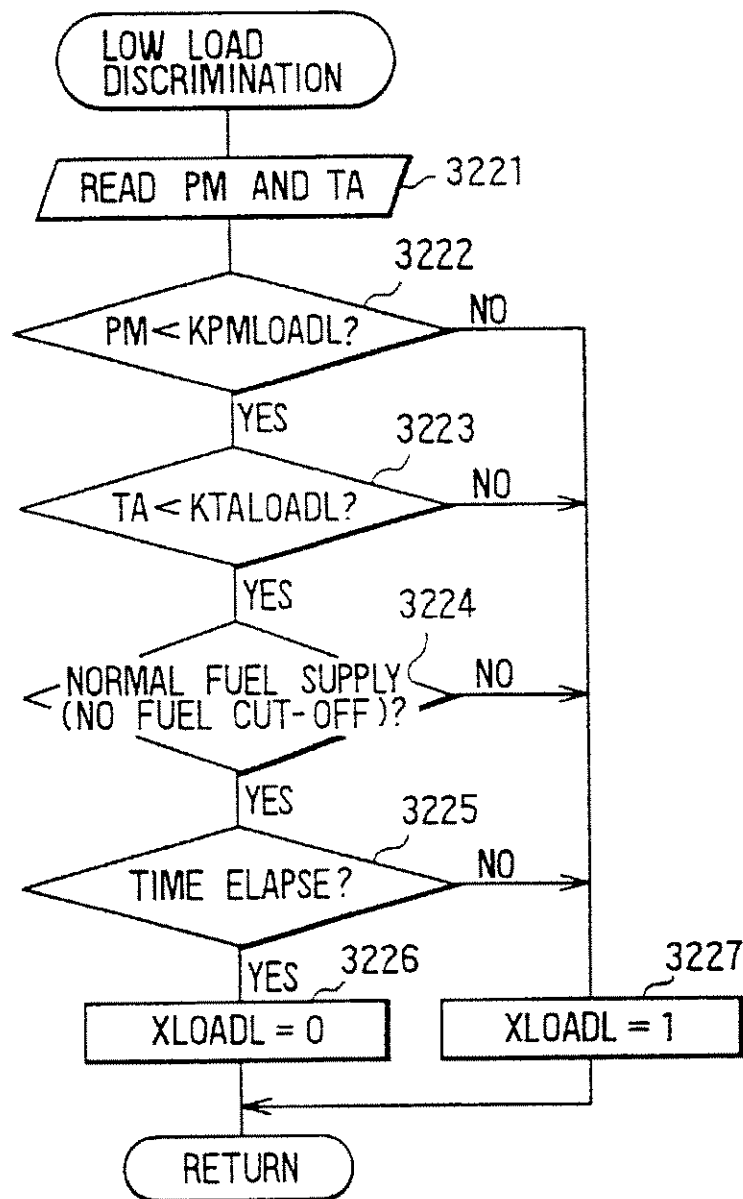 LOW LOAD
DISCRIMINATION
READ PM AND TA
3221
3222
PM < KPMLOADL?
NO
YES
3223
TA < KTALOADL?
NO
YES
3224
NORMAL FUEL SUPPLY
(NO FUEL CUT-OFF)?
NO
YES
3225
TIME ELAPSE?
NO
YES
3226
XLOADL = 0
3227
XLOADL = 1
RETURN